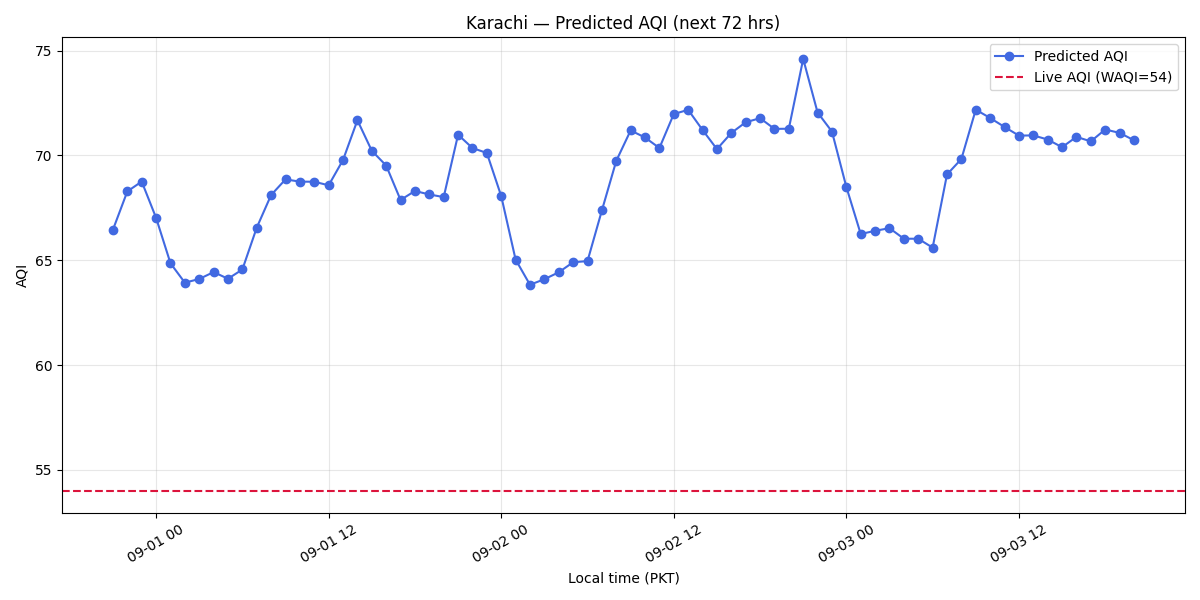 Karachi — Predicted AQI (next 72 hrs)
Predicted AQI
Live AQI (WAQI=54)
75
70
65
60
55
AQI
09-01 00
09-01 12
09-02 00
09-02 12
09-03 00
09-03 12
Local time (PKT)